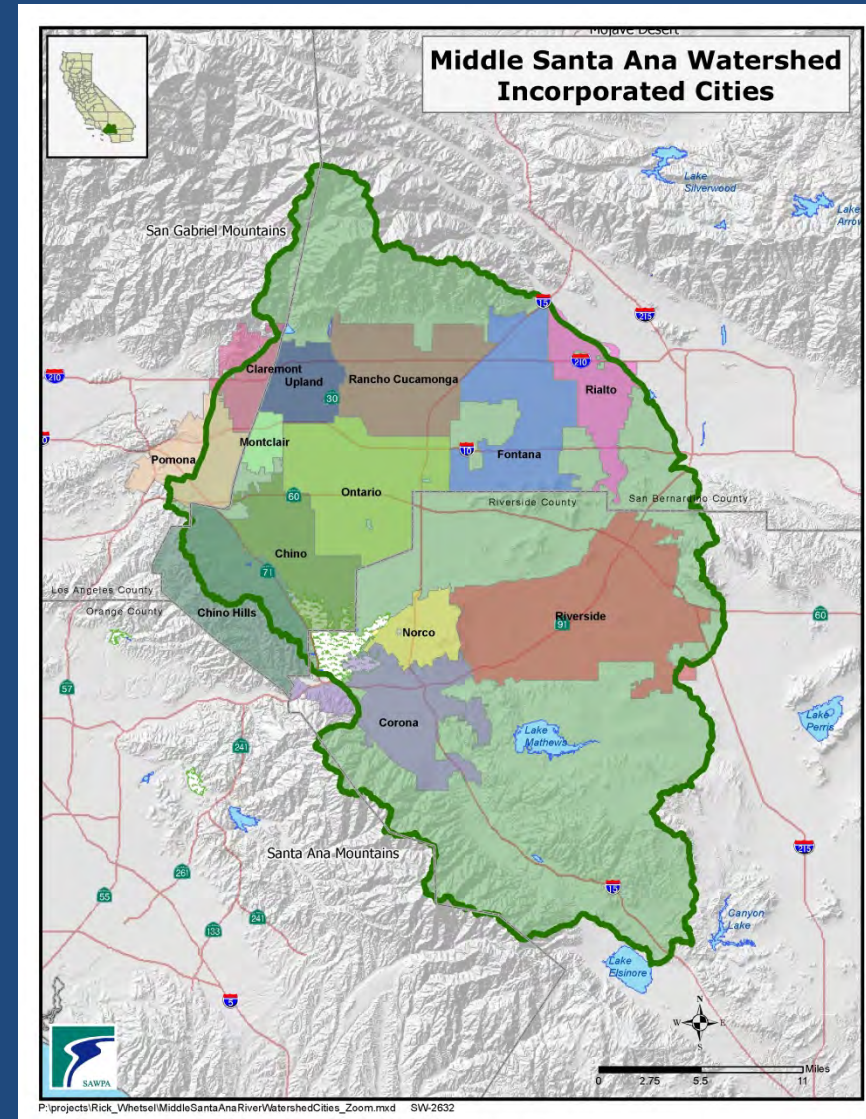 Mojave Desert
Middle Santa Ana Watershed
Incorporated Cities
Lake
Silverwood
Lake
San Gabriel Mountains
15
215
210
210
Claremont
Upland
Rancho Cucamonga
30
Rialto
Montclair
10
Fontana
Pomona
Ontario
60
Riverside County
San Bernardino County
Chino
71
Los Angeles County
Orange County
Chino Hills
Norco
Riverside
91
60
57
Corona
Lake
Mathews
Lake
Perris
241
Santa Ana Mountains
215
261
55
15
241
133
Canyon
Lake
Lake
Elsinore
5
N
W
E
S
SAWPA
Miles
0 2.75 5.5 11
P:\projects\Rick_Whetsel\MiddleSantaAnaRiverWatershedCities_Zoom.mxd SW-2632